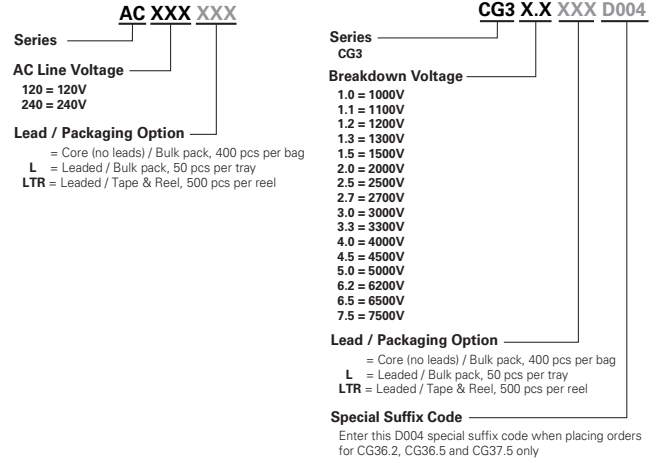 AC XXX XXX
Series
AC Line Voltage
120 = 120V
240 = 240V
Lead / Packaging Option
= Core (no leads) / Bulk pack, 400 pcs per bag
L = Leaded / Bulk pack, 50 pcs per tray
LTR = Leaded / Tape & Reel, 500 pcs per reel
CG3 X.X XXX D004
Series
CG3
Breakdown Voltage
1.0 = 1000V
1.1 = 1100V
1.2 = 1200V
1.3 = 1300V
1.5 = 1500V
2.0 = 2000V
2.5 = 2500V
2.7 = 2700V
3.0 = 3000V
3.3 = 3300V
4.0 = 4000V
4.5 = 4500V
5.0 = 5000V
6.2 = 6200V
6.5 = 6500V
7.5 = 7500V
Lead / Packaging Option
= Core (no leads) / Bulk pack, 400 pcs per bag
L = Leaded / Bulk pack, 50 pcs per tray
LTR = Leaded / Tape & Reel, 500 pcs per reel
Special Suffix Code
Enter this D004 special suffix code when placing orders
for CG36.2, CG36.5 and CG37.5 only